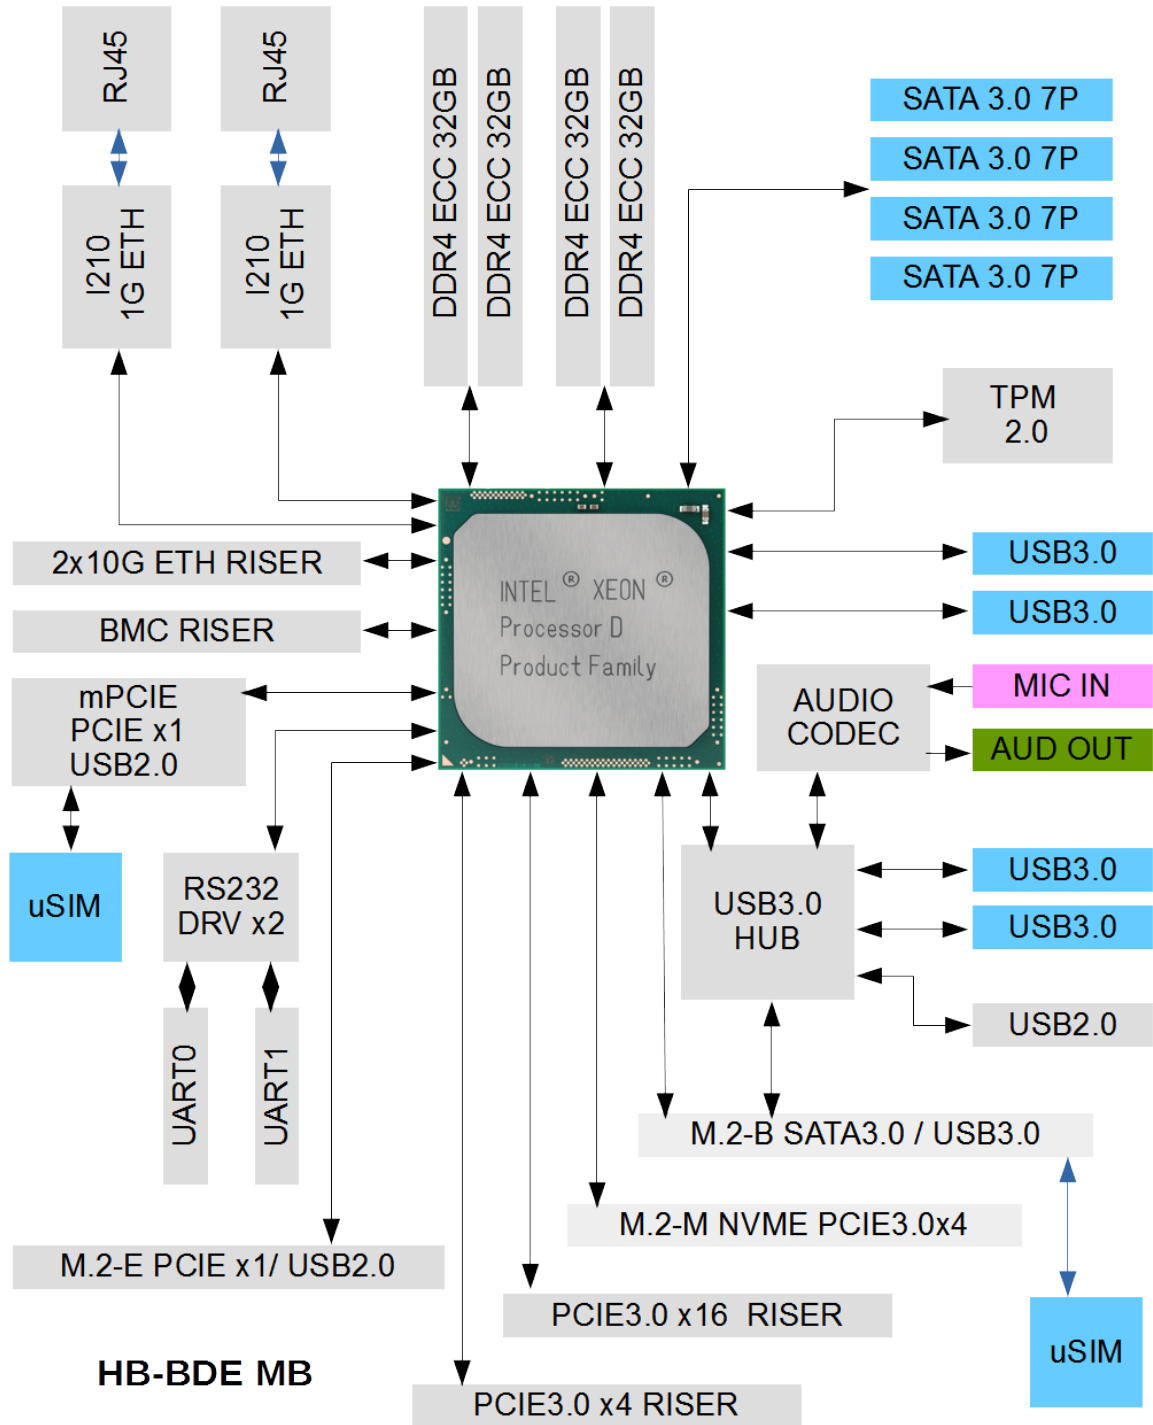 RJ45
RJ45
I210
1G ETH
I210
1G ETH
DDR4 ECC 32GB
DDR4 ECC 32GB
DDR4 ECC 32GB
DDR4 ECC 32GB
SATA 3.0 7P
SATA 3.0 7P
SATA 3.0 7P
SATA 3.0 7P
TPM
2.0
2x10G ETH RISER
BMC RISER
INTEL ® XEON ®
Processor D
Product Family
USB3.0
USB3.0
mPCIE
PCIE x1
USB2.0
AUDIO
CODEC
MIC IN
AUD OUT
uSIM
RS232
DRV x2
USB3.0
HUB
USB3.0
USB3.0
USB2.0
UART0
UART1
M.2-B SATA3.0 / USB3.0
M.2-M NVME PCIE3.0x4
M.2-E PCIE x1/ USB2.0
PCIE3.0 x16 RISER
uSIM
HB-BDE MB
PCIE3.0 x4 RISER